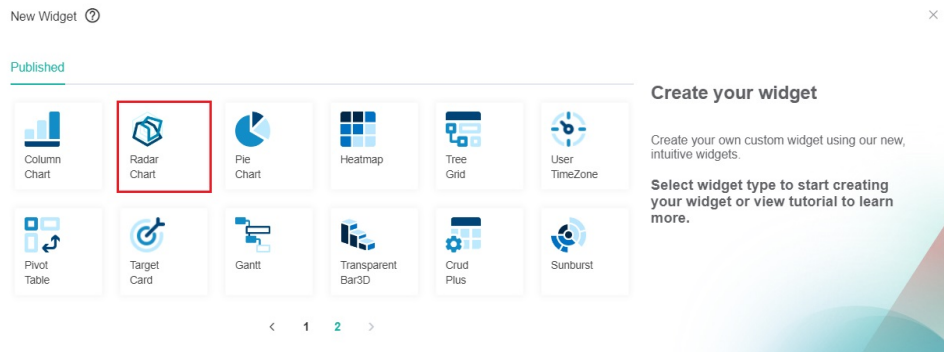 New Widget ?
Published
Create your widget
Create your own custom widget using our new,
intuitive widgets.
Select widget type to start creating
your widget or view tutorial to learn
more.
Column
Chart
Radar
Chart
Pie
Chart
Heatmap
Tree
Grid
User
TimeZone
Pivot
Table
Target
Card
Gantt
Transparent
Bar3D
Crud
Plus
Sunburst
< 1 2 >